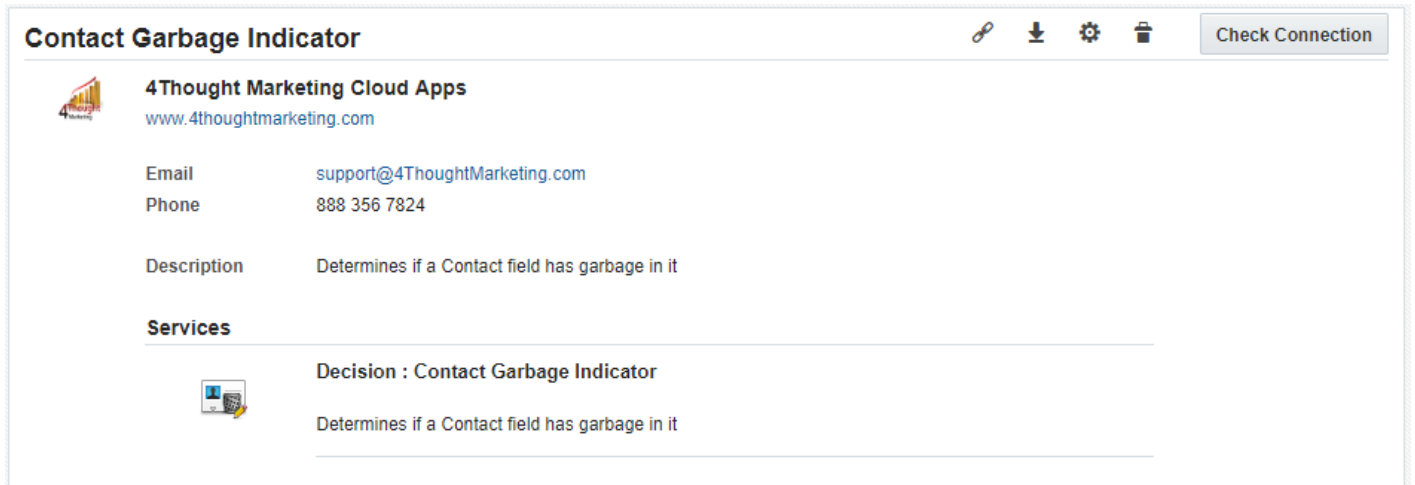 Contact Garbage Indicator
Check Connection
4Thought Marketing Cloud Apps
4Thought
Marketing
www.4thoughtmarketing.com
Email support@4ThoughtMarketing.com
Phone 888 356 7824
Description Determines if a Contact field has garbage in it
Services
Decision : Contact Garbage Indicator
Determines if a Contact field has garbage in it